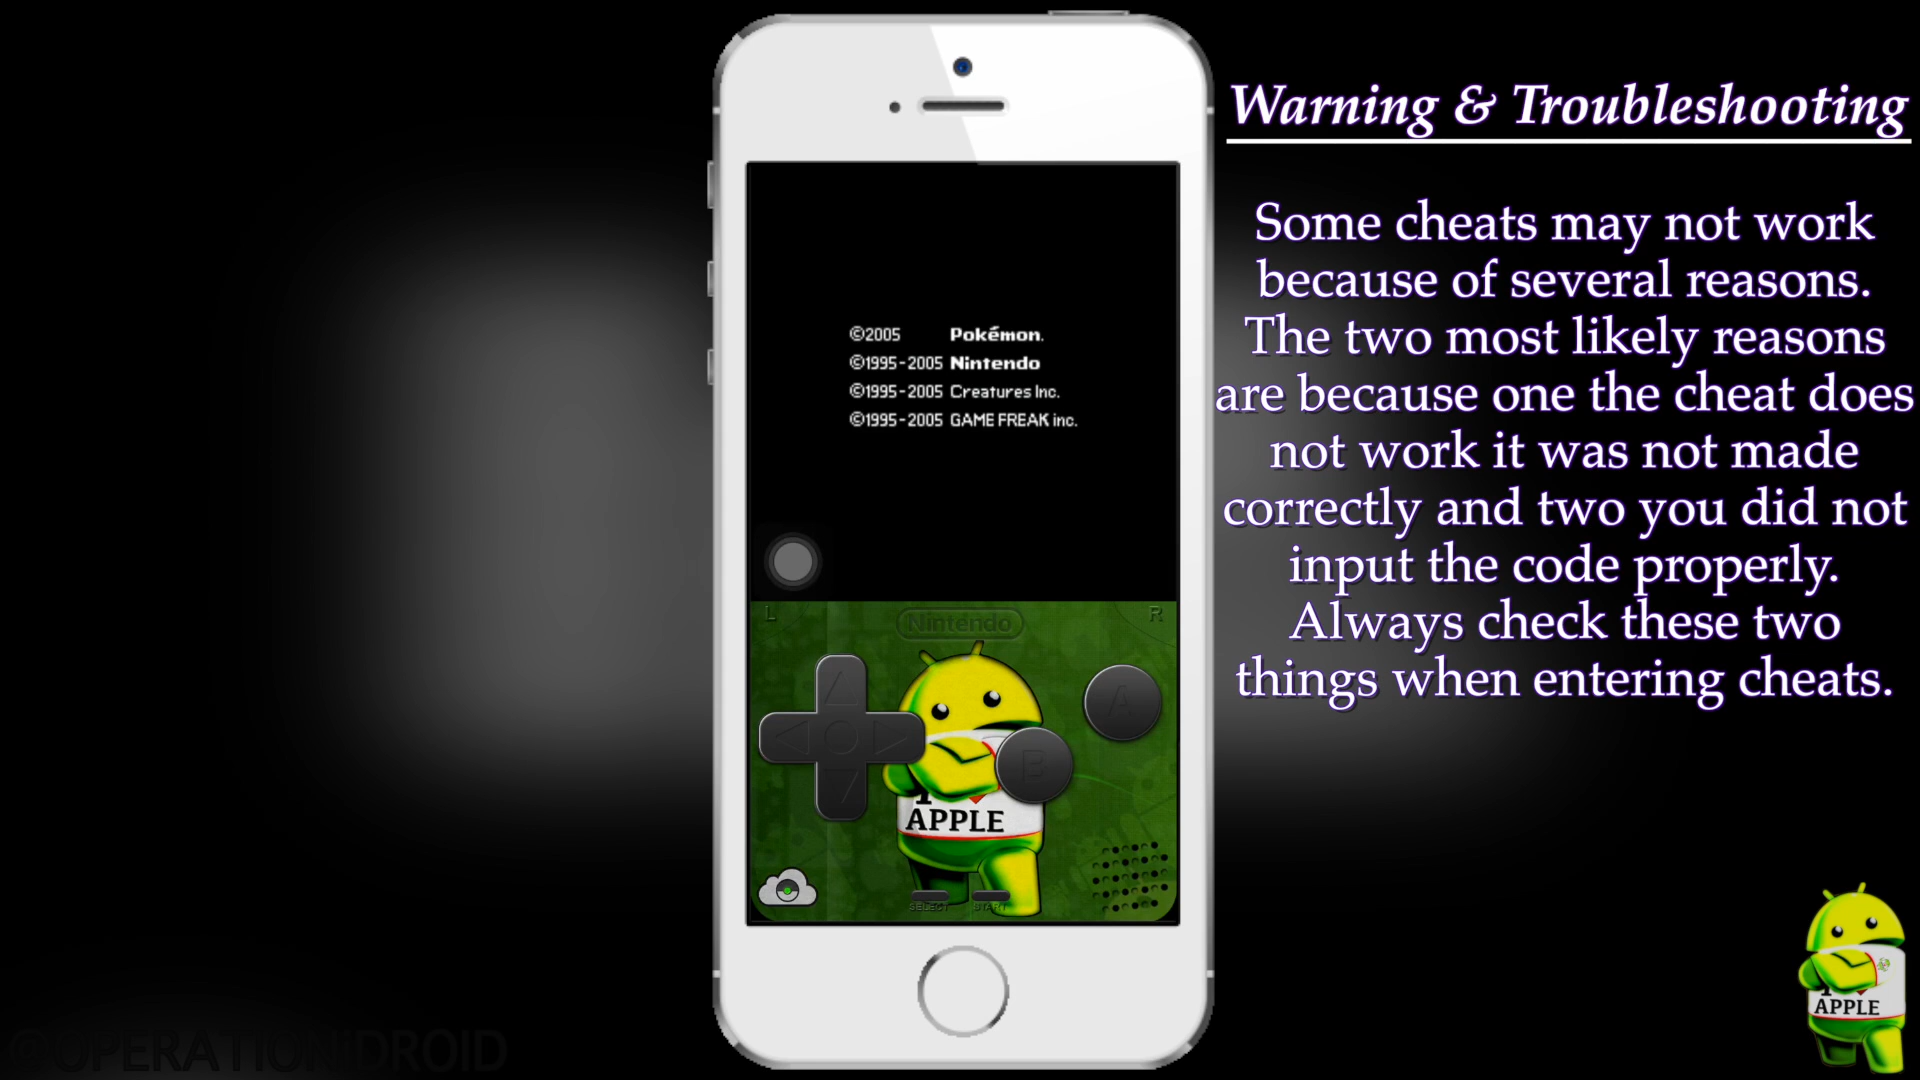 Warning & Troubleshooting
Some cheats may not work
because of several reasons.
The two most likely reasons
are because one the cheat does
not work it was not made
correctly and two you did not
input the code properly.
Always check these two
things when entering cheats.
©2005 Pokémon.
©1995-2005 Nintendo
©1995-2005 Creatures Inc.
©1995-2005 GAME FREAK inc.
L
Nintendo
R
A
B
I
APPLE
SELECT
START
@OPERATIONIDROID
I
APPLE